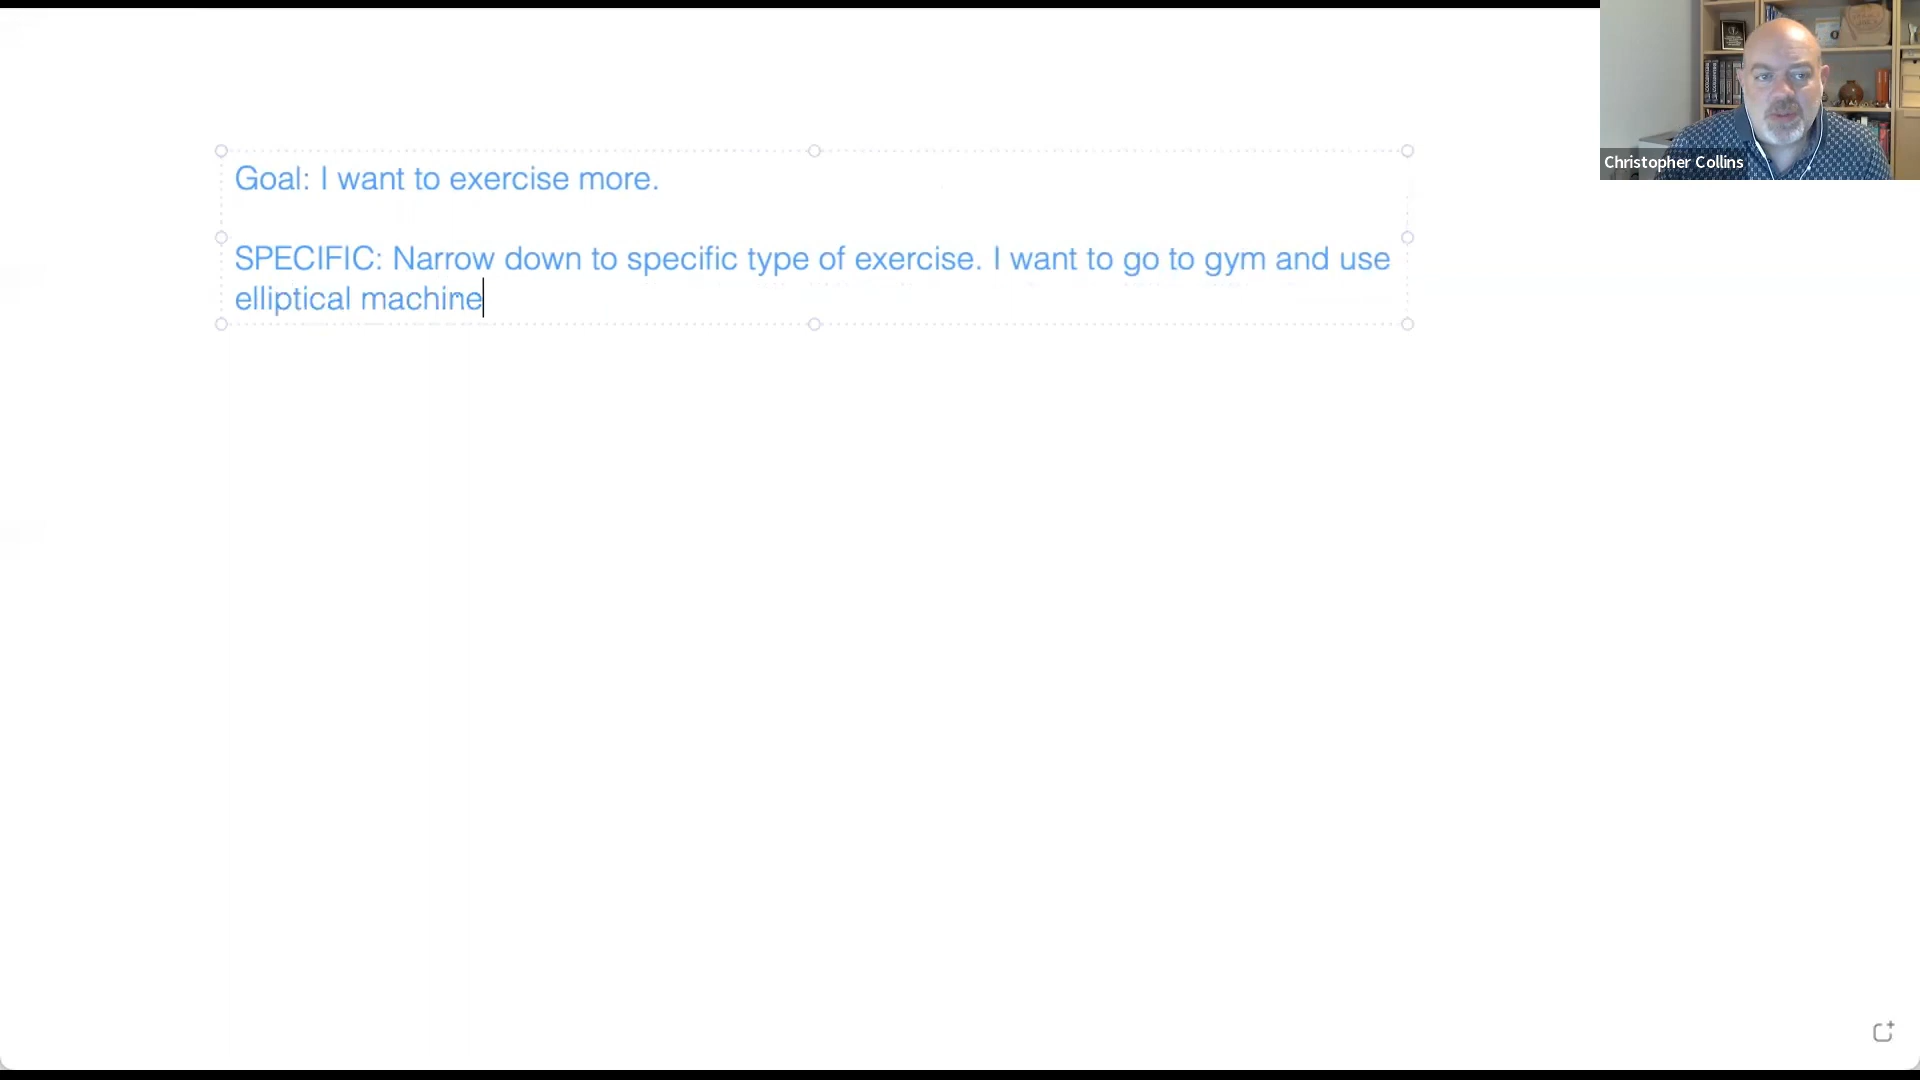 Goal: I want to exercise more.
SPECIFIC: Narrow down to specific type of exercise. I want to go to gym and use
elliptical machine
Christopher Collins